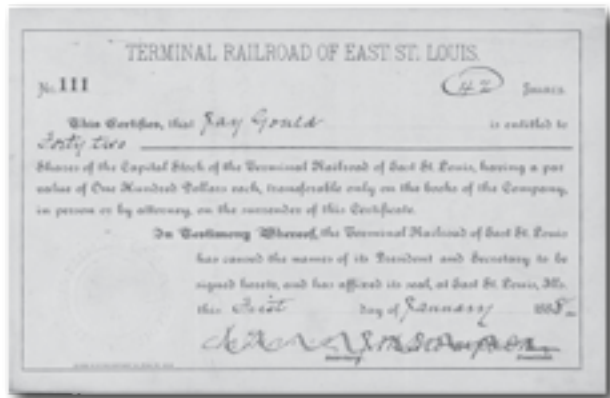 TERMINAL RAILROAD OF EAST ST. LOUIS.
No. 111 42 Shares
This Certifies, that Jay Gould is entitled to
Forty two
Shares of the Capital Stock of the Terminal Railroad of East St. Louis, having a par
value of One Hundred Dollars each, transferable only on the books of the Company,
in person or by attorney, on the surrender of this Certificate.
In Testimony Whereof, the Terminal Railroad of East St. Louis
has caused the names of its President and Secretary to be
signed hereto, and has affixed its seal, at East St. Louis, Ills.
this First day of January 1888.
Secretary President